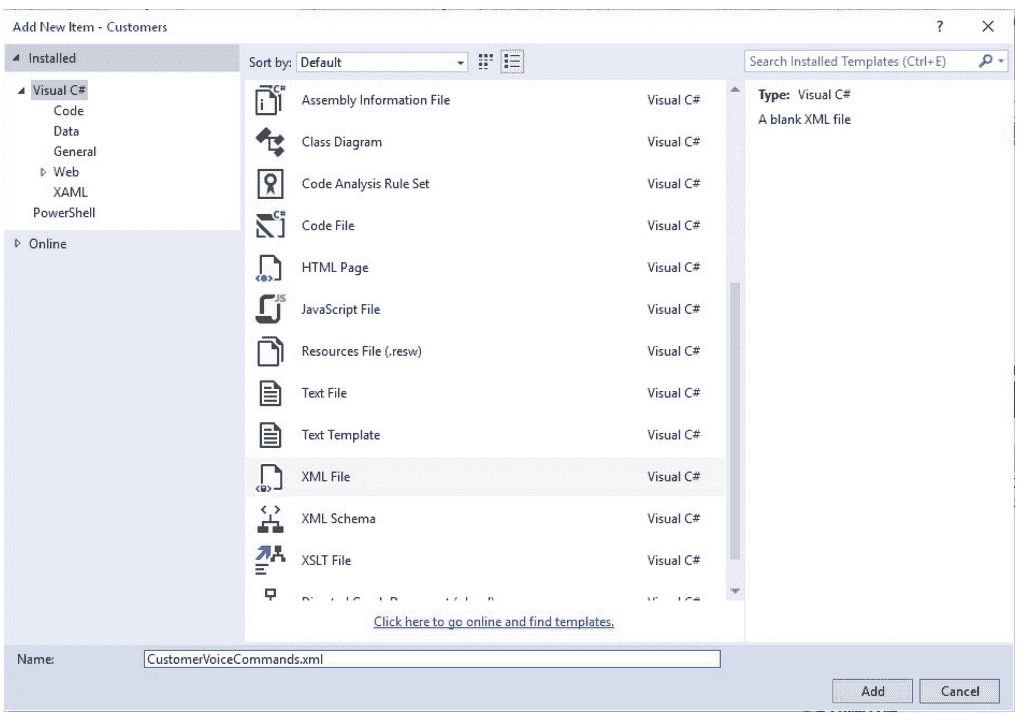 Add New Item - Customers
?
Installed
Sort by: Default
Search Installed Templates (Ctrl+E)
Visual C#
Code
Data
General
Web
XAML
PowerShell
Online
Assembly Information File Visual C#
Class Diagram Visual C#
Code Analysis Rule Set Visual C#
Code File Visual C#
HTML Page Visual C#
JavaScript File Visual C#
Resources File (.resw) Visual C#
Text File Visual C#
Text Template Visual C#
XML File Visual C#
XML Schema Visual C#
XSLT File Visual C#
Type: Visual C#
A blank XML file
Click here to go online and find templates.
Name: CustomerVoiceCommands.xml
Add Cancel